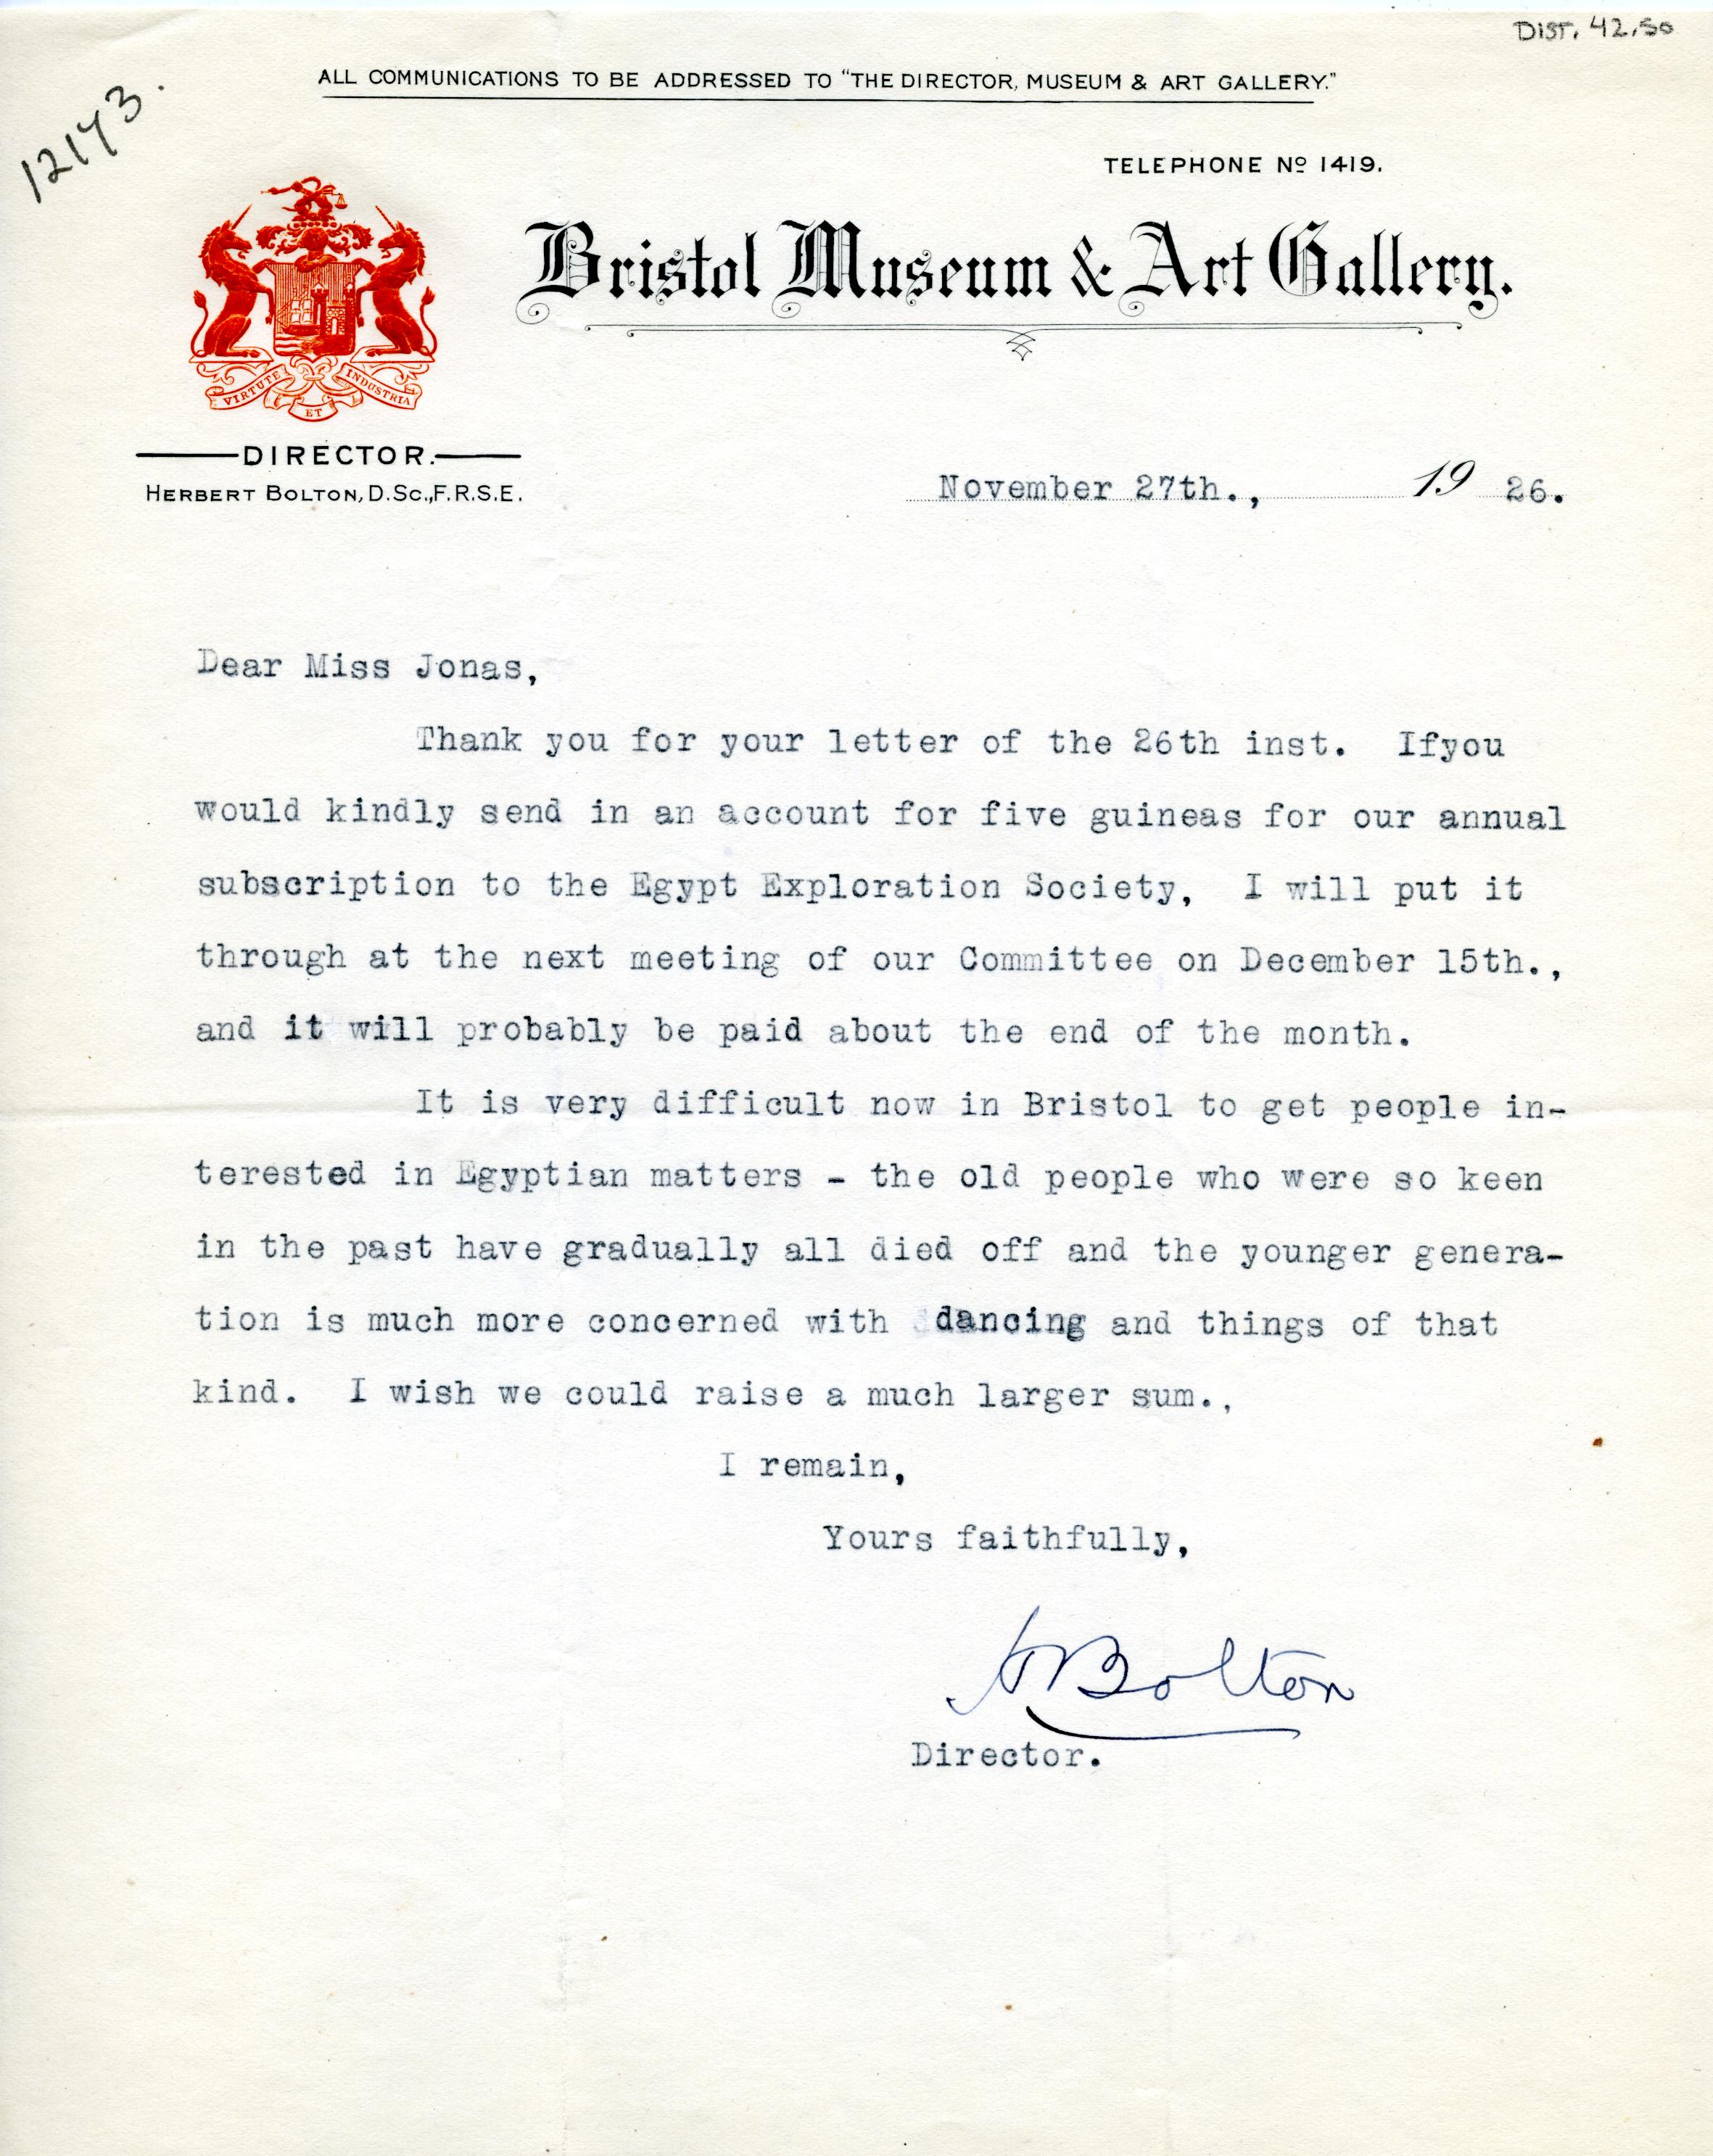 DIST. 42.50
ALL COMMUNICATIONS TO BE ADDRESSED TO "THE DIRECTOR, MUSEUM & ART GALLERY."
12143.
TELEPHONE Nº 1419.
Bristol Museum & Art Gallery.
VIRTUTE ET INDUSTRIA
DIRECTOR.
HERBERT BOLTON, D.Sc., F.R.S.E.
November 27th., 19 26.
Dear Miss Jonas,
Thank you for your letter of the 26th inst. Ifyou
would kindly send in an account for five guineas for our annual
subscription to the Egypt Exploration Society, I will put it
through at the next meeting of our Committee on December 15th.,
and it will probably be paid about the end of the month.
It is very difficult now in Bristol to get people in-
terested in Egyptian matters - the old people who were so keen
in the past have gradually all died off and the younger genera-
tion is much more concerned with dancing and things of that
kind. I wish we could raise a much larger sum.,
I remain,
Yours faithfully,
H Bolton
Director.